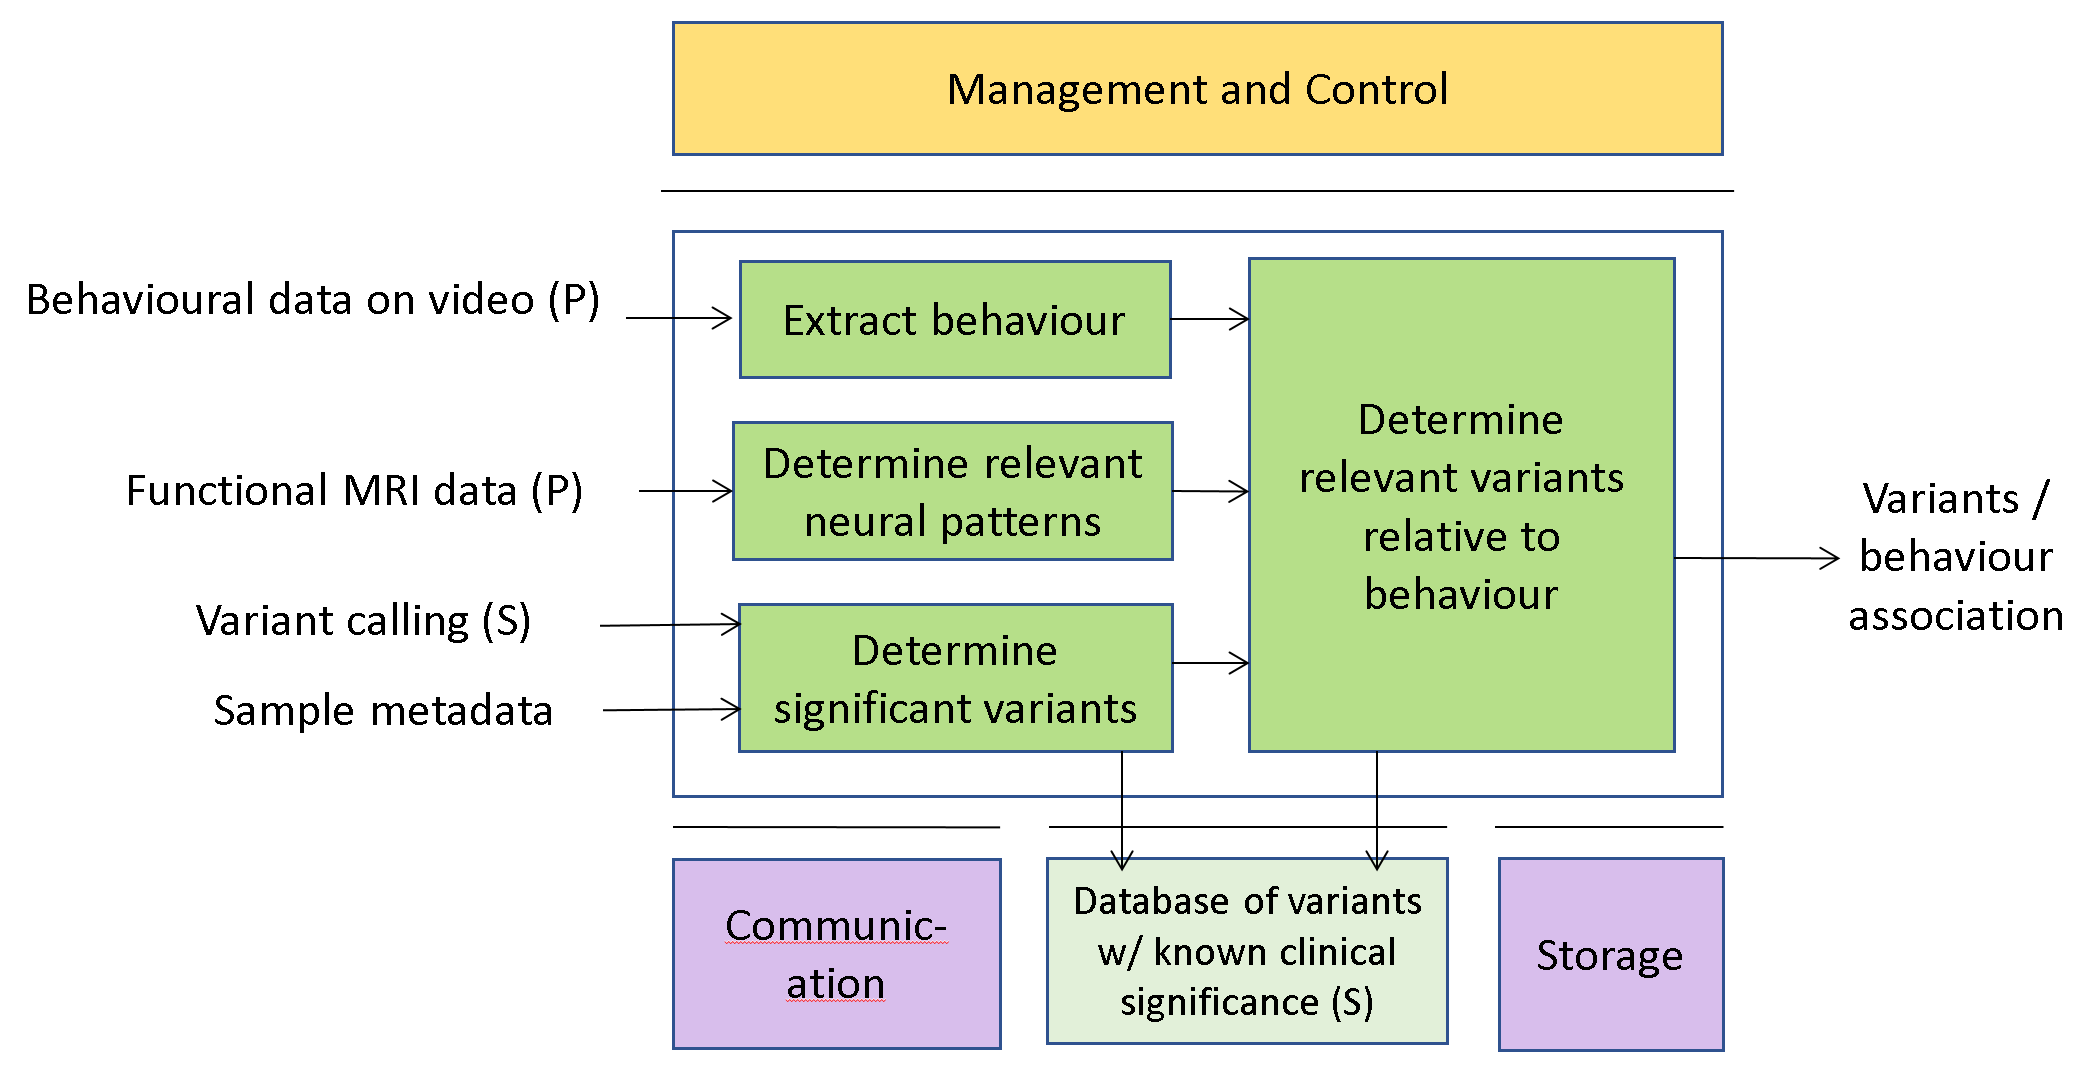 Management and Control
Behavioural data on video (P)
Extract behaviour
Functional MRI data (P)
Determine relevant
neural patterns
Variant calling (S)
Sample metadata
Determine
significant variants
Determine
relevant variants
relative to
behaviour
Variants /
behaviour
association
Communic-
ation
Database of variants
w/ known clinical
significance (S)
Storage